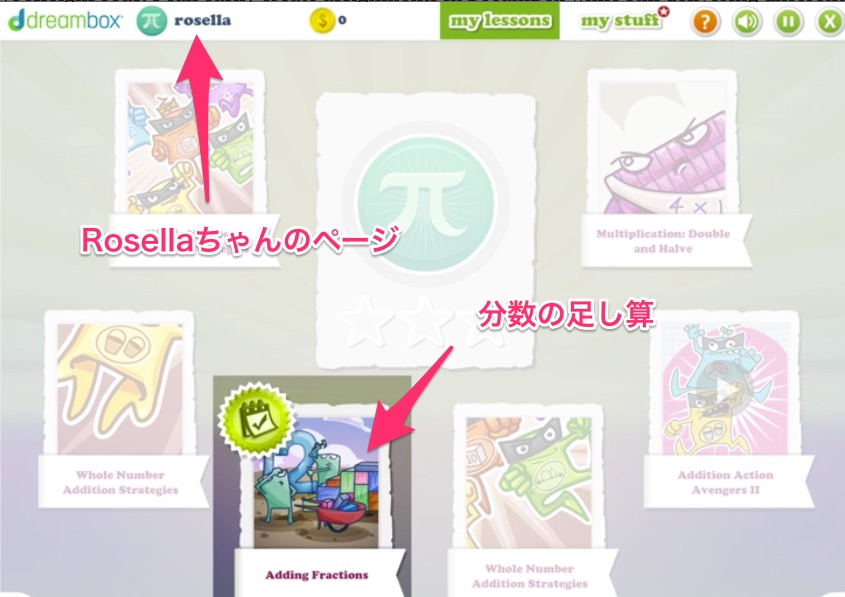 dreambox
π
rosella
$
0
my lessons
my stuff
?
Rosellaちゃんのページ
π
4 × 1
Multiplication: Double
and Halve
分数の足し算
Whole Number
Addition Strategies
Adding Fractions
Whole Number
Addition Strategies
Addition Action
Avengers II